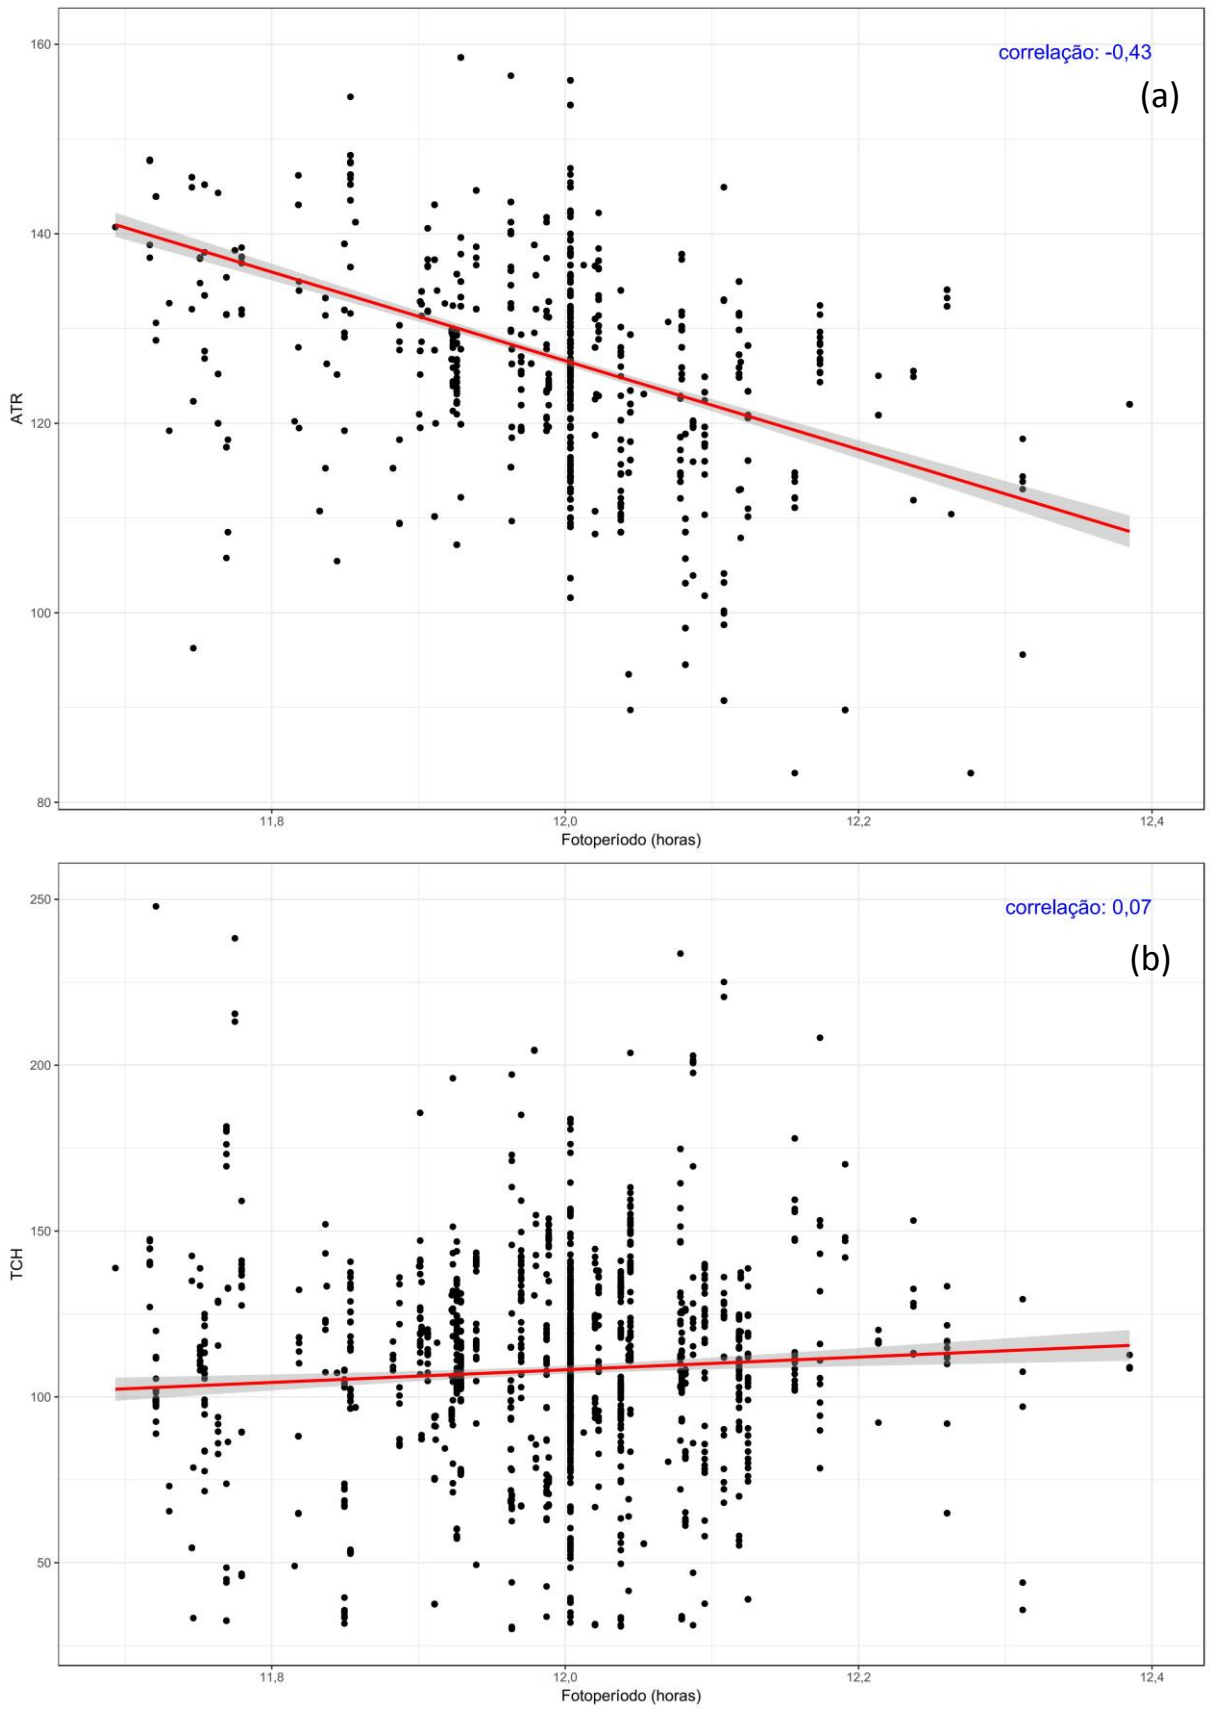 160
correlação: -0,43
(a)
140
120
ATR
100
80
11,8
12,0
12,2
12,4
Fotoperíodo (horas)
250
correlação: 0,07
(b)
200
150
TCH
100
50
11,8
12,0
12,2
12,4
Fotoperíodo (horas)